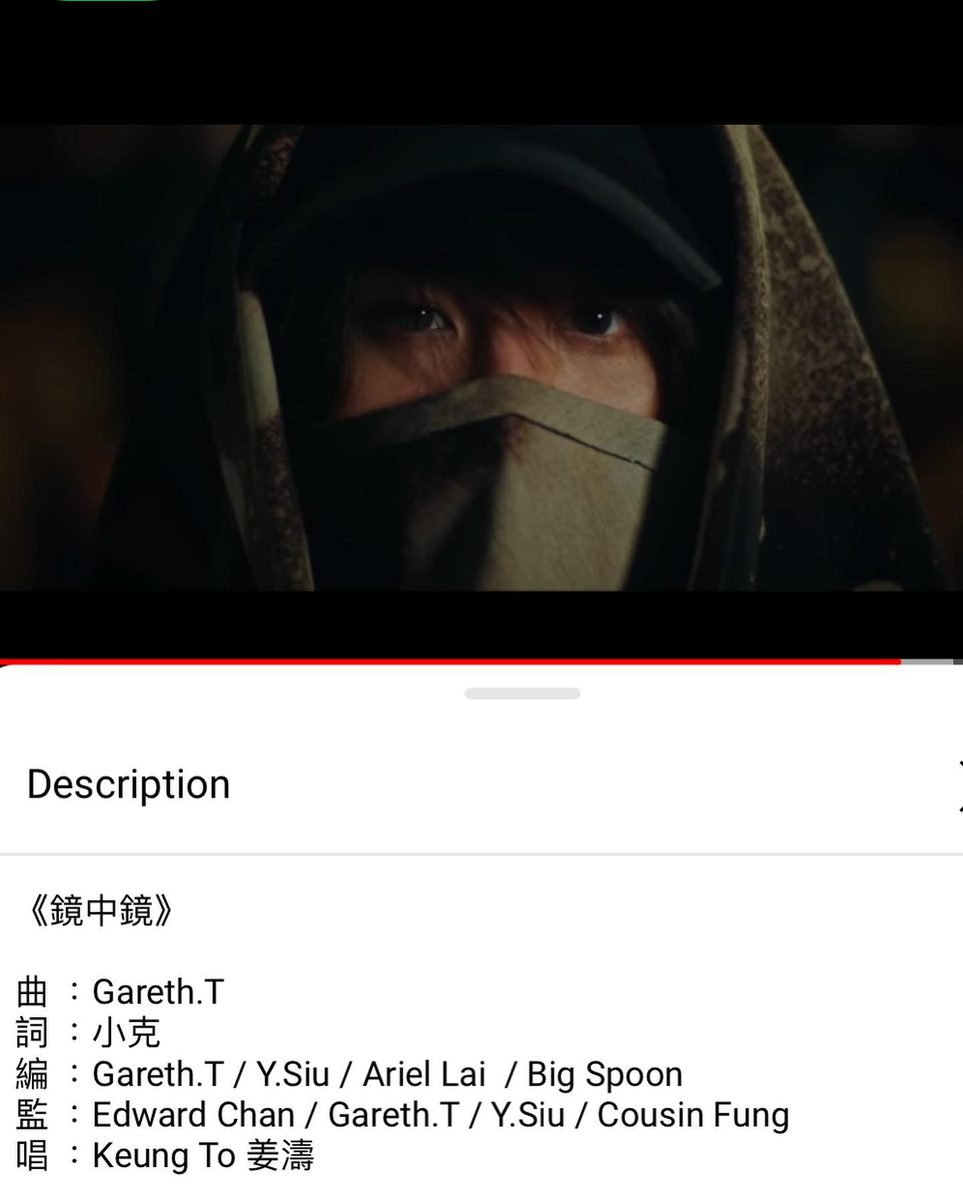 Description
《鏡中鏡》
曲 ：Gareth.T
詞 ：小克
編 ：Gareth.T / Y.Siu / Ariel Lai  / Big Spoon
監 ：Edward Chan / Gareth.T / Y.Siu / Cousin Fung
唱 ：Keung To 姜濤